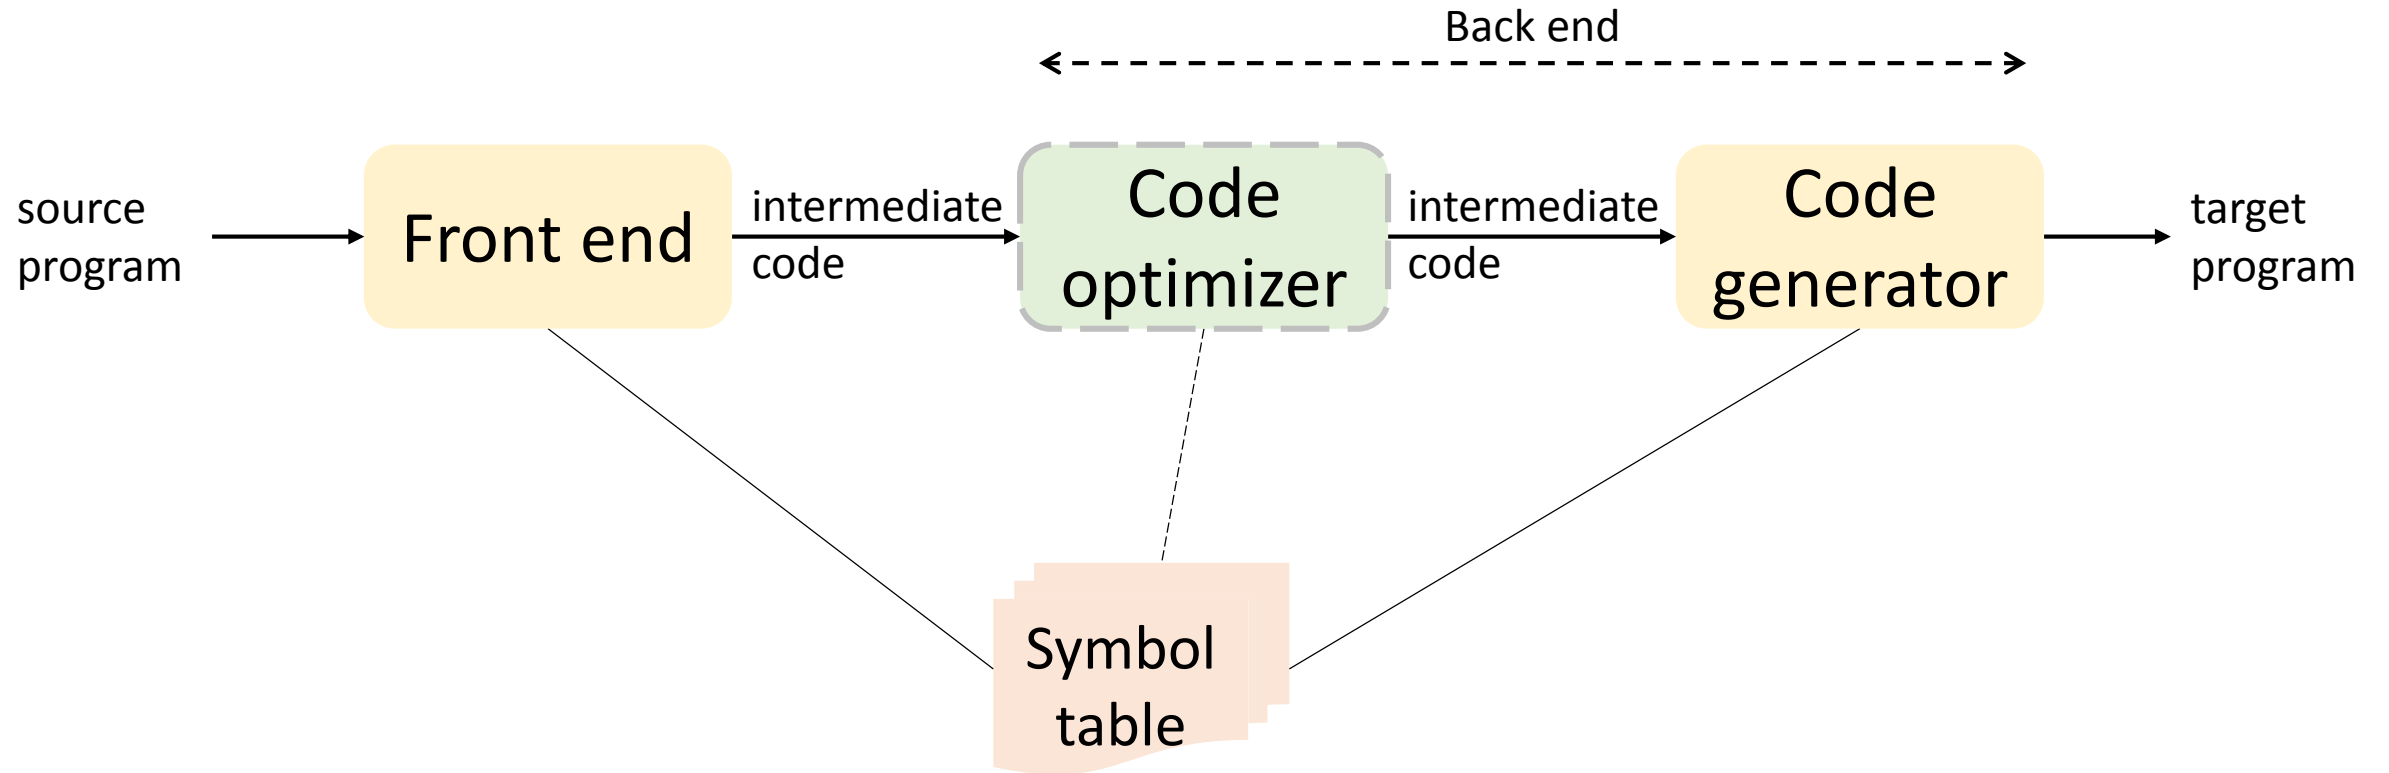 Back end
source
program
Front end
intermediate
code
Code
optimizer
intermediate
code
Code
generator
target
program
Symbol
table